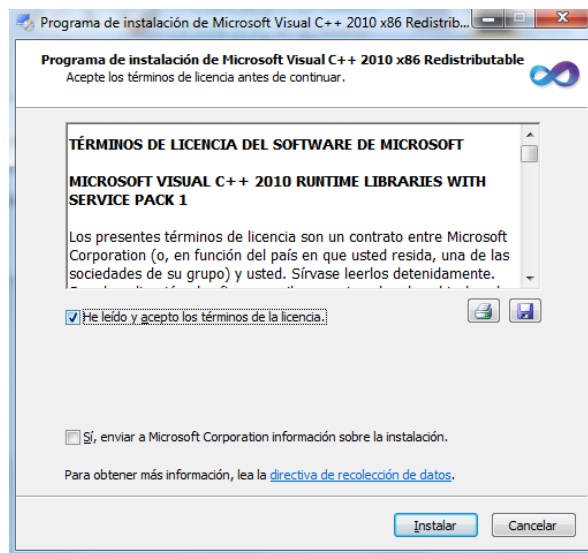 Programa de instalación de Microsoft Visual C++ 2010 x86 Redistrib...
Programa de instalación de Microsoft Visual C++ 2010 x86 Redistributable
Acepte los términos de licencia antes de continuar.
TÉRMINOS DE LICENCIA DEL SOFTWARE DE MICROSOFT
MICROSOFT VISUAL C++ 2010 RUNTIME LIBRARIES WITH
SERVICE PACK 1
Los presentes términos de licencia son un contrato entre Microsoft
Corporation (o, en función del país en que usted resida, una de las
sociedades de su grupo) y usted. Sírvase leerlos detenidamente.
He leído y acepto los términos de la licencia.
Sí, enviar a Microsoft Corporation información sobre la instalación.
Para obtener más información, lea la directiva de recolección de datos.
Instalar Cancelar